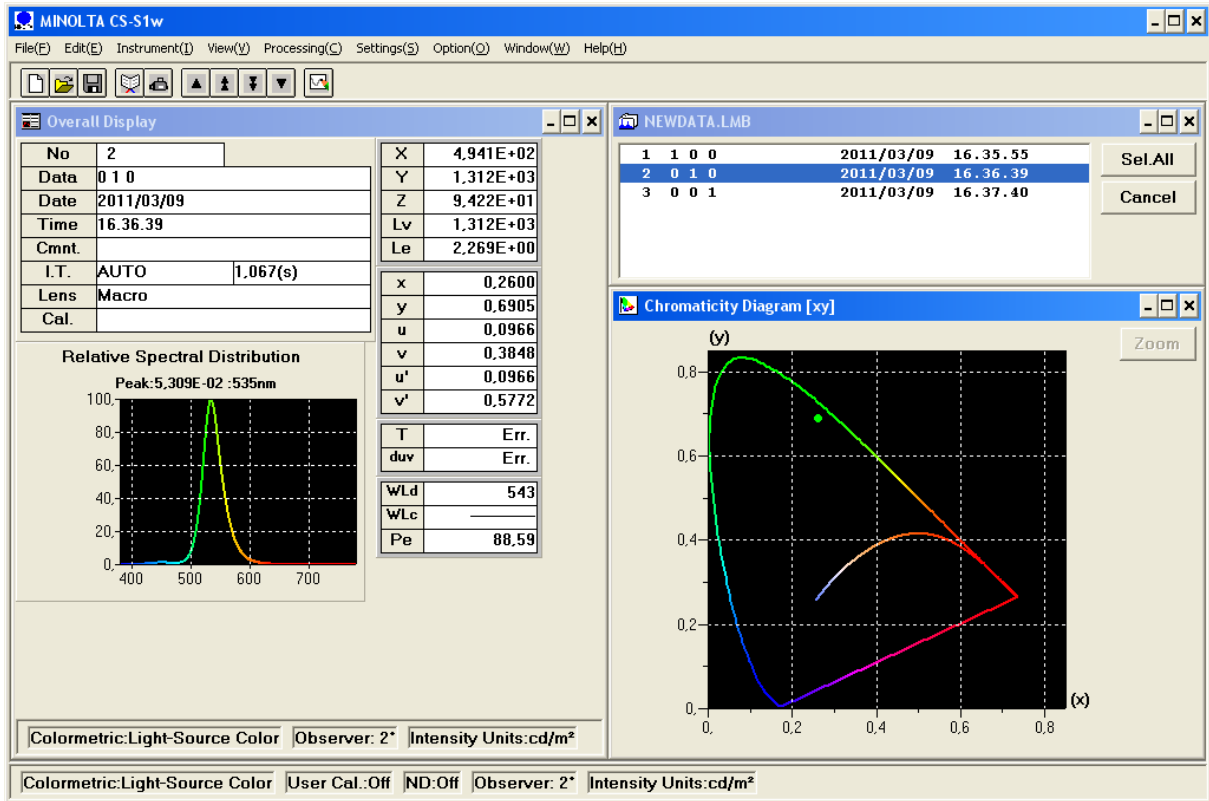 MINOLTA CS-S1w
File(F) Edit(E) Instrument(I) View(V) Processing(C) Settings(S) Option(O) Window(W) Help(H)
Overall Display
No 2
Data 0 1 0
Date 2011/03/09
Time 16.36.39
Cmnt.
I.T. AUTO 1,067(s)
Lens Macro
Cal.
X 4,941E+02
Y 1,312E+03
Z 9,422E+01
Lv 1,312E+03
Le 2,269E+00
x 0,2600
y 0,6905
u 0,0966
v 0,3848
u' 0,0966
v' 0,5772
T Err.
duv Err.
WLd 543
WLc
Pe 88,59
Relative Spectral Distribution
Peak:5,309E-02 :535nm
100,
80,
60,
40,
20,
0,
400 500 600 700
Colormetric:Light-Source Color Observer: 2° Intensity Units:cd/m²
NEWDATA.LMB
1 1 0 0 2011/03/09 16.35.55
2 0 1 0 2011/03/09 16.36.39
3 0 0 1 2011/03/09 16.37.40
Sel.All
Cancel
Chromaticity Diagram [xy]
Zoom
(y)
0,8
0,6
0,4
0,2
0,
(x)
0, 0,2 0,4 0,6 0,8
Colormetric:Light-Source Color User Cal.:Off ND:Off Observer: 2° Intensity Units:cd/m²